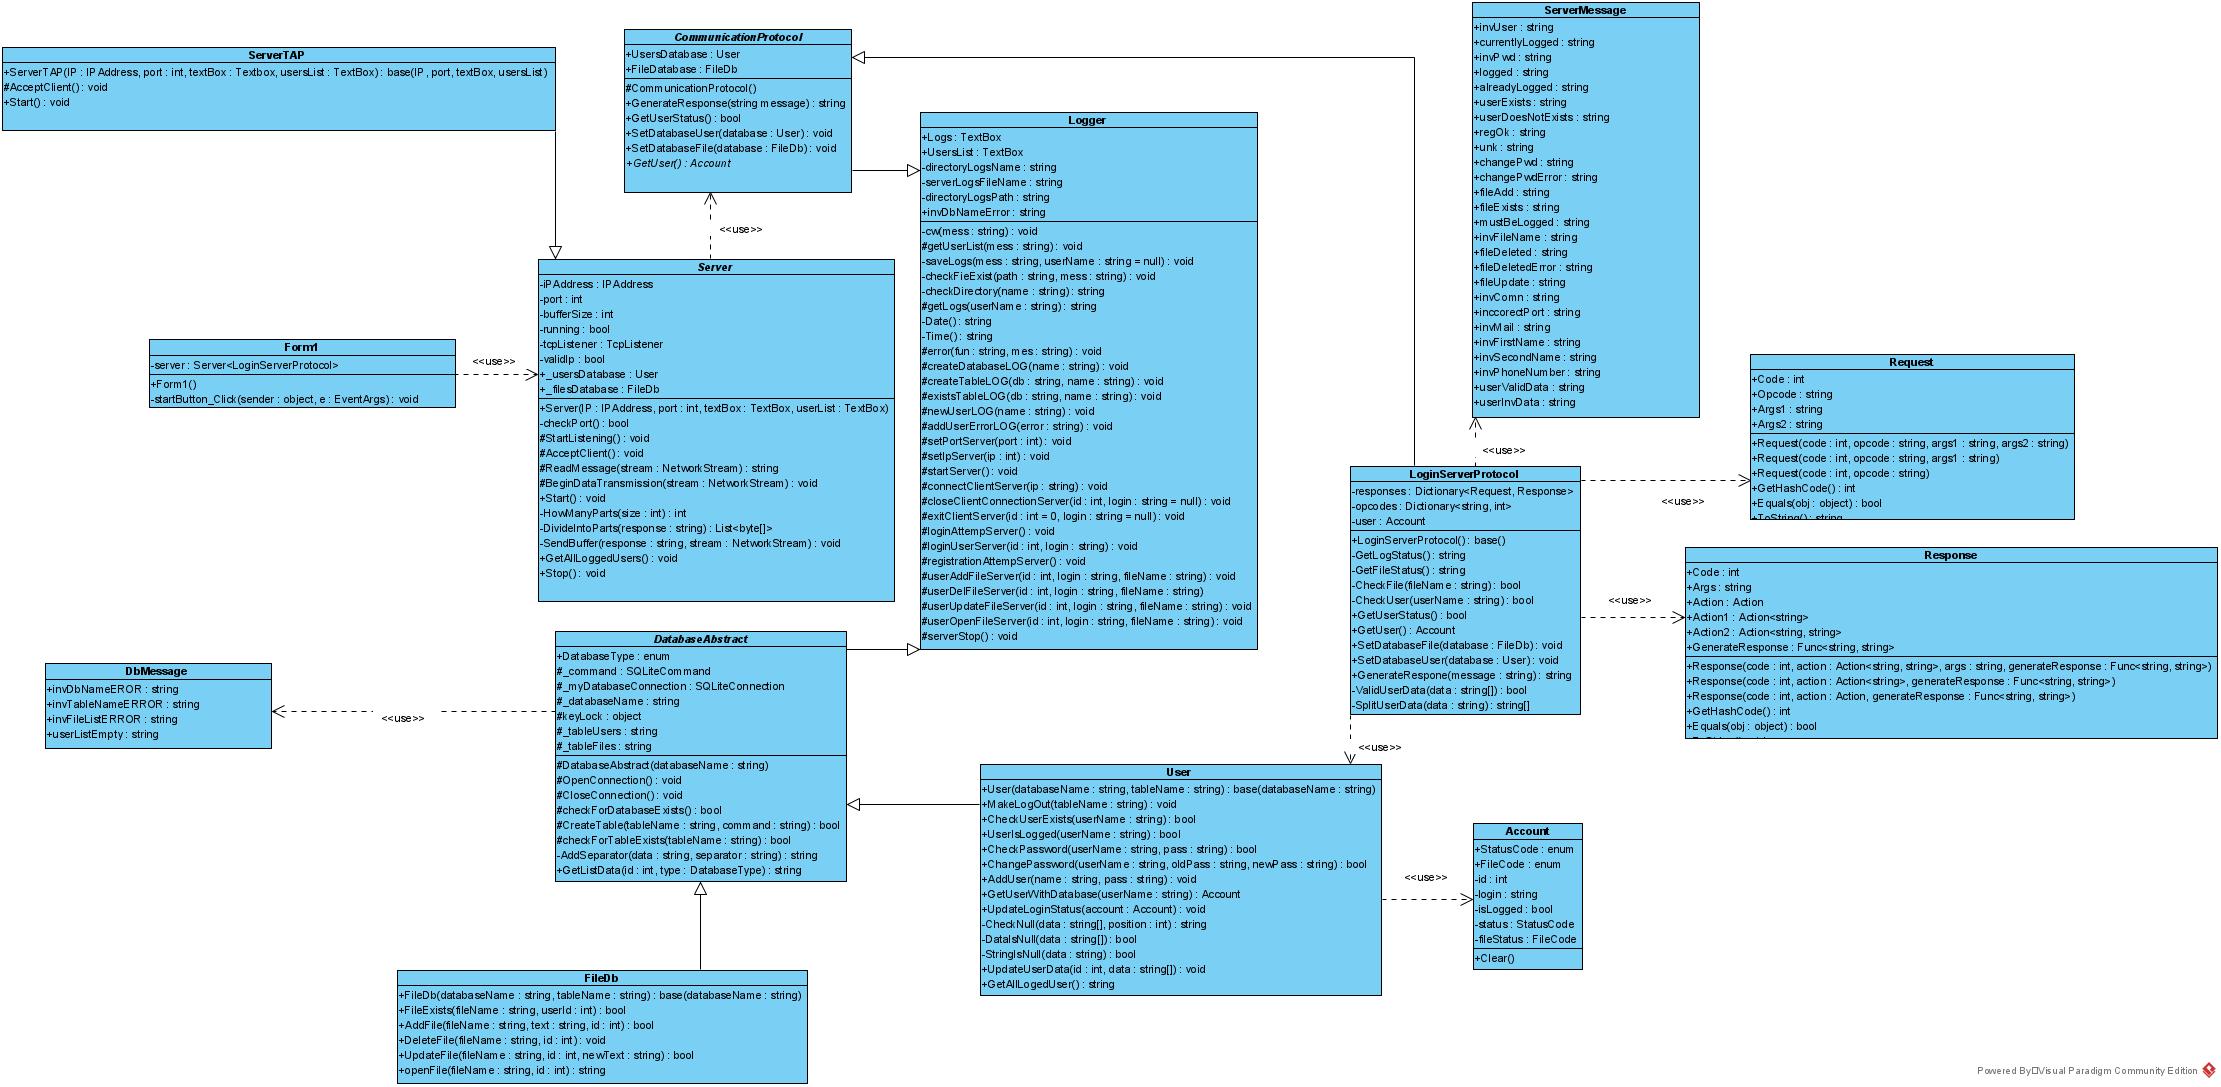 ServerTAP
+ServerTAP(IP : IPAddress, port : int, textBox : Textbox, usersList : TextBox) : base(IP, port, textBox, usersList)
#AcceptClient() : void
+Start() : void
CommunicationProtocol
+UsersDatabase : User
+FileDatabase : FileDb
#CommunicationProtocol()
+GenerateResponse(string message) : string
+GetUserStatus() : bool
+SetDatabaseUser(database : User) : void
+SetDatabaseFile(database : FileDb) : void
+GetUser() : Account
<<use>>
Logger
+Logs : TextBox
+UsersList : TextBox
-directoryLogsName : string
-serverLogsFileName : string
-directoryLogsPath : string
+invDbNameError : string
-cw(mess : string) : void
#getUserList(mess : string) : void
-saveLogs(mess : string, userName : string = null) : void
-checkFieExist(path : string, mess : string) : void
-checkDirectory(name : string) : string
#getLogs(userName : string) : string
-Date() : string
-Time() : string
#error(fun : string, mes : string) : void
#createDatabaseLOG(name : string) : void
#createTableLOG(db : string, name : string) : void
#existsTableLOG(db : string, name : string) : void
#newUserLOG(name : string) : void
#addUserErrorLOG(error : string) : void
#setPortServer(port : int) : void
#setIpServer(ip : int) : void
#startServer() : void
#connectClientServer(ip : string) : void
#closeClientConnectionServer(id : int, login : string = null) : void
#exitClientServer(id : int = 0, login : string = null) : void
#loginAttempServer() : void
#loginUserServer(id : int, login : string) : void
#registrationAttempServer() : void
#userAddFileServer(id : int, login : string, fileName : string) : void
#userDelFileServer(id : int, login : string, fileName : string)
#userUpdateFileServer(id : int, login : string, fileName : string) : void
#userOpenFileServer(id : int, login : string, fileName : string) : void
#serverStop() : void
ServerMessage
+invUser : string
+currentlyLogged : string
+invPwd : string
+logged : string
+alreadyLogged : string
+userExists : string
+userDoesNotExists : string
+regOk : string
+unk : string
+changePwd : string
+changePwdError : string
+fileAdd : string
+fileExists : string
+mustBeLogged : string
+invFileName : string
+fileDeleted : string
+fileDeletedError : string
+fileUpdate : string
+invComn : string
+inccorectPort : string
+invMail : string
+invFirstName : string
+invSecondName : string
+invPhoneNumber : string
+userValidData : string
+userInvData : string
<<use>>
Server
-iPAddress : IPAddress
-port : int
-bufferSize : int
-running : bool
-tcpListener : TcpListener
-validIp : bool
+_usersDatabase : User
+_filesDatabase : FileDb
+Server(IP : IPAddress, port : int, textBox : TextBox, userList : TextBox)
-checkPort() : bool
#StartListening() : void
#AcceptClient() : void
#ReadMessage(stream : NetworkStream) : string
#BeginDataTransmission(stream : NetworkStream) : void
+Start() : void
-HowManyParts(size : int) : int
-DivideIntoParts(response : string) : List<byte[]>
-SendBuffer(response : string, stream : NetworkStream) : void
+GetAllLoggedUsers() : void
+Stop() : void
Form1
-server : Server<LoginServerProtocol>
+Form1()
-startButton_Click(sender : object, e : EventArgs) : void
<<use>>
Request
+Code : int
+Opcode : string
+Args1 : string
+Args2 : string
+Request(code : int, opcode : string, args1 : string, args2 : string)
+Request(code : int, opcode : string, args1 : string)
+Request(code : int, opcode : string)
+GetHashCode() : int
+Equals(obj : object) : bool
+ToString() : string
LoginServerProtocol
-responses : Dictionary<Request, Response>
-opcodes : Dictionary<string, int>
-user : Account
+LoginServerProtocol() : base()
-GetLogStatus() : string
-GetFileStatus() : string
-CheckFile(fileName : string) : bool
-CheckUser(userName : string) : bool
+GetUserStatus() : bool
+GetUser() : Account
+SetDatabaseFile(database : FileDb) : void
+SetDatabaseUser(database : User) : void
+GenerateRespone(message : string) : string
-ValidUserData(data : string[]) : bool
-SplitUserData(data : string) : string[]
<<use>>
<<use>>
<<use>>
Response
+Code : int
+Args : string
+Action : Action
+Action1 : Action<string>
+Action2 : Action<string, string>
+GenerateResponse : Func<string, string>
+Response(code : int, action : Action<string, string>, args : string, generateResponse : Func<string, string>)
+Response(code : int, action : Action<string>, generateResponse : Func<string, string>)
+Response(code : int, action : Action, generateResponse : Func<string, string>)
+GetHashCode() : int
+Equals(obj : object) : bool
DatabaseAbstract
+DatabaseType : enum
#_command : SQLiteCommand
#_myDatabaseConnection : SQLiteConnection
#_databaseName : string
#keyLock : object
#_tableUsers : string
#_tableFiles : string
#DatabaseAbstract(databaseName : string)
#OpenConnection() : void
#CloseConnection() : void
#checkForDatabaseExists() : bool
#CreateTable(tableName : string, command : string) : bool
#checkForTableExists(tableName : string) : bool
-AddSeparator(data : string, separator : string) : string
+GetListData(id : int, type : DatabaseType) : string
DbMessage
+invDbNameEROR : string
+invTableNameERROR : string
+invFileListERROR : string
+userListEmpty : string
<<use>>
User
+User(databaseName : string, tableName : string) : base(databaseName : string)
+MakeLogOut(tableName : string) : void
+CheckUserExists(userName : string) : bool
+UserIsLogged(userName : string) : bool
+CheckPassword(userName : string, pass : string) : bool
+ChangePassword(userName : string, oldPass : string, newPass : string) : bool
+AddUser(name : string, pass : string) : void
+GetUserWithDatabase(userName : string) : Account
+UpdateLoginStatus(account : Account) : void
-CheckNull(data : string[], position : int) : string
-DataIsNull(data : string[]) : bool
-StringIsNull(data : string) : bool
+UpdateUserData(id : int, data : string[]) : void
+GetAllLogedUser() : string
<<use>>
Account
+StatusCode : enum
+FileCode : enum
-id : int
-login : string
-isLogged : bool
-status : StatusCode
-fileStatus : FileCode
+Clear()
FileDb
+FileDb(databaseName : string, tableName : string) : base(databaseName : string)
+FileExists(fileName : string, userId : int) : bool
+AddFile(fileName : string, text : string, id : int) : bool
+DeleteFile(fileName : string, id : int) : void
+UpdateFile(fileName : string, id : int, newText : string) : bool
+openFile(fileName : string, id : int) : string
Powered By Visual Paradigm Community Edition